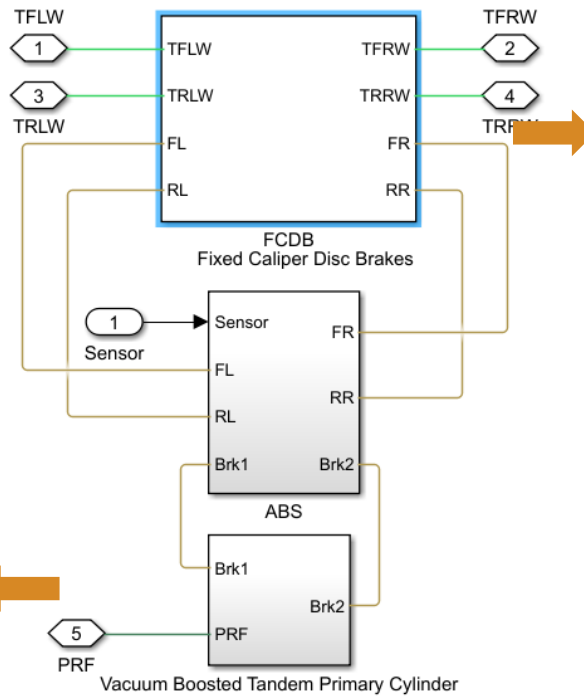 TFLW
TFRW
1
TFLW
TFRW
2
3
TRLW
TRRW
4
TRLW
FL
FR
RL
RR
FCDB
Fixed Caliper Disc Brakes
1
Sensor
Sensor
FR
FL
RR
RL
Brk1
Brk2
ABS
Brk1
Brk2
5
PRF
PRF
Vacuum Boosted Tandem Primary Cylinder